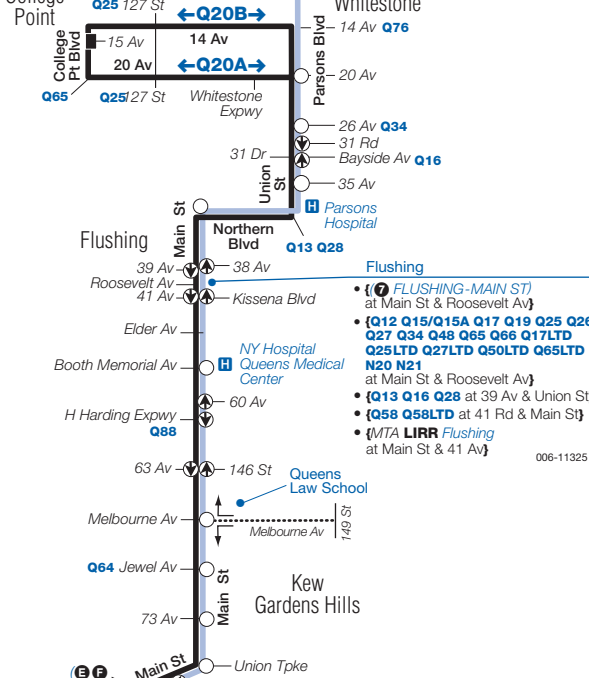 College
Point
Q25 127 St
←Q20B→
Whitestone
14 Av Q76
15 Av
14 Av
College
Pt Blvd
20 Av
←Q20A→
Parsons Blvd
20 Av
Q65
Q25 127 St
Whitestone
Expwy
26 Av Q34
31 Rd
31 Dr
Bayside Av Q16
Union
St
35 Av
H Parsons
Hospital
Main St
Northern
Blvd
Flushing
Q13 Q28
39 Av
38 Av
Roosevelt Av
41 Av
Kissena Blvd
Elder Av
Booth Memorial Av
H NY Hospital
Queens Medical
Center
60 Av
H Harding Expwy
Q88
Flushing
• {(7 FLUSHING-MAIN ST)
at Main St & Roosevelt Av}
• {Q12 Q15/Q15A Q17 Q19 Q25 Q26
Q27 Q34 Q48 Q65 Q66 Q17LTD
Q25LTD Q27LTD Q50LTD Q65LTD
N20 N21
at Main St & Roosevelt Av}
• {Q13 Q16 Q28 at 39 Av & Union St
• {Q58 Q58LTD at 41 Rd & Main St}
• {MTA LIRR Flushing
at Main St & 41 Av}
006-11325
63 Av
146 St
Queens
Law School
Melbourne Av
Melbourne Av
149 St
Q64 Jewel Av
Main St
Kew
Gardens Hills
73 Av
Main St
Union Tpke
(E F